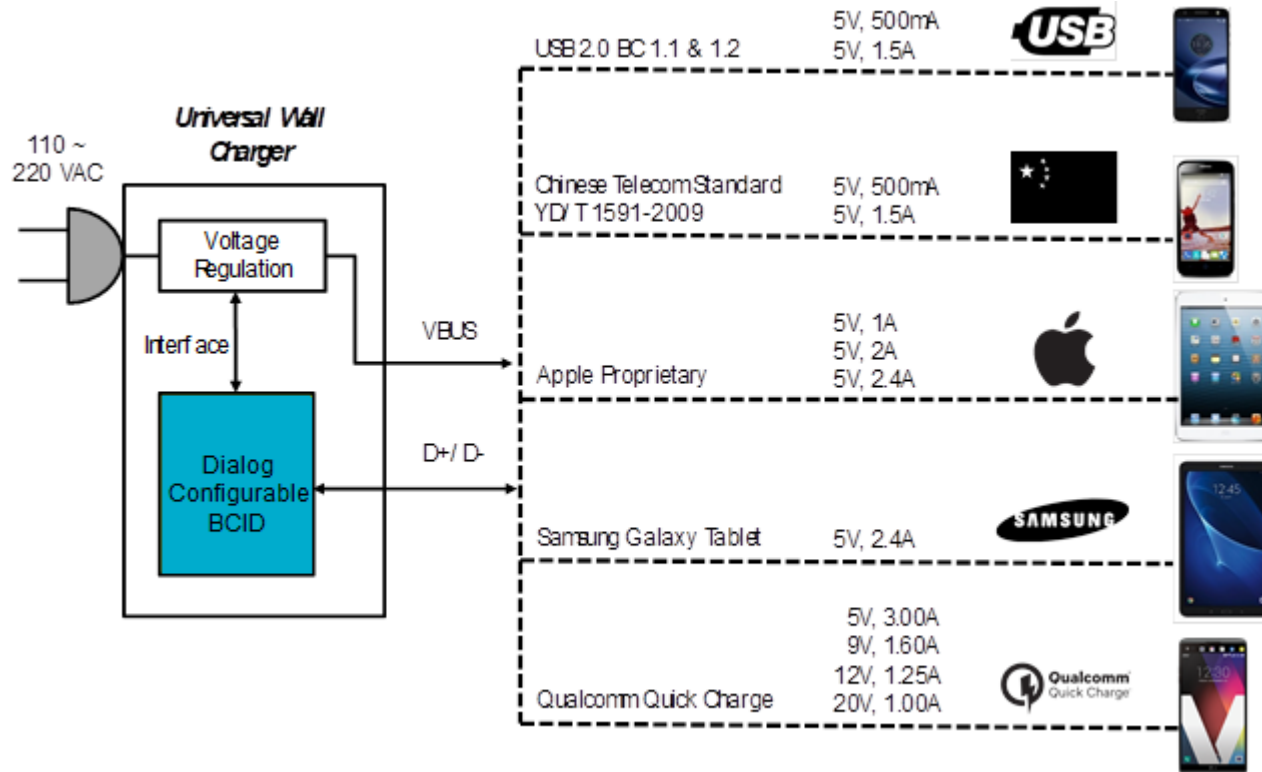 Universal Wall
Charger
110 ~
220 VAC
Voltage
Regulation
Interface
Dialog
Configurable
BCID
VBUS
D+/ D-
USB 2.0 BC 1.1 & 1.2
5V, 500mA
5V, 1.5A
USB
Chinese Telecom Standard
YD/ T 1591-2009
5V, 500mA
5V, 1.5A
Apple Proprietary
5V, 1A
5V, 2A
5V, 2.4A
Samsung Galaxy Tablet
5V, 2.4A
SAMSUNG
12:45
Qualcomm Quick Charge
5V, 3.00A
9V, 1.60A
12V, 1.25A
20V, 1.00A
Qualcomm
Quick Charge
12:30